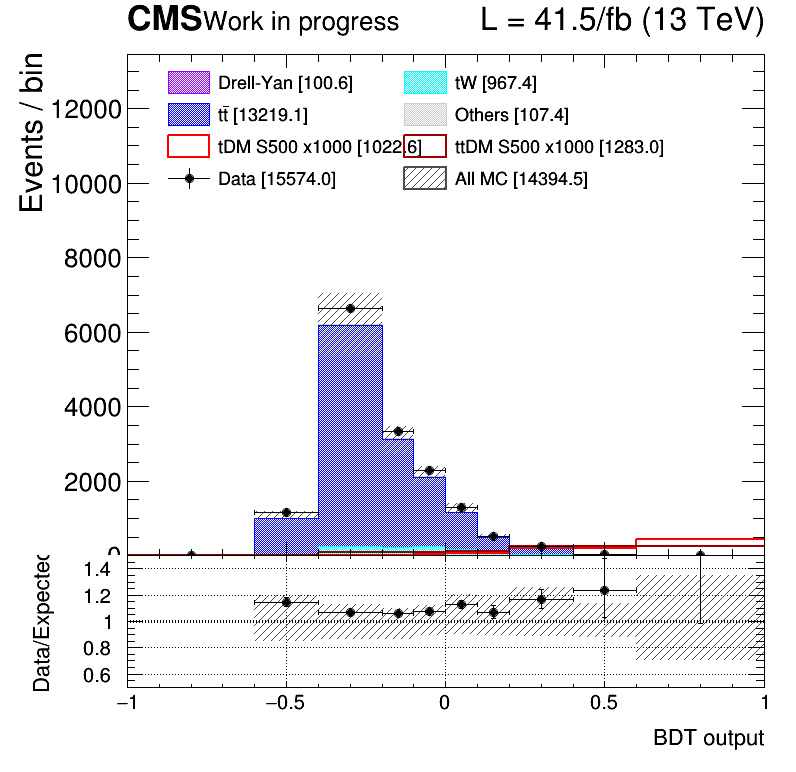 CMS Work in progress L = 41.5/fb (13 TeV)
Events / bin
12000
10000
8000
6000
4000
2000
0
Drell-Yan [100.6] tW [967.4]
tt̄ [13219.1] Others [107.4]
tDM S500 x1000 [1022.6] ttDM S500 x1000 [1283.0]
Data [15574.0] All MC [14394.5]
Data/Expected
1.4
1.2
1
0.8
0.6
−1 −0.5 0 0.5 1
BDT output